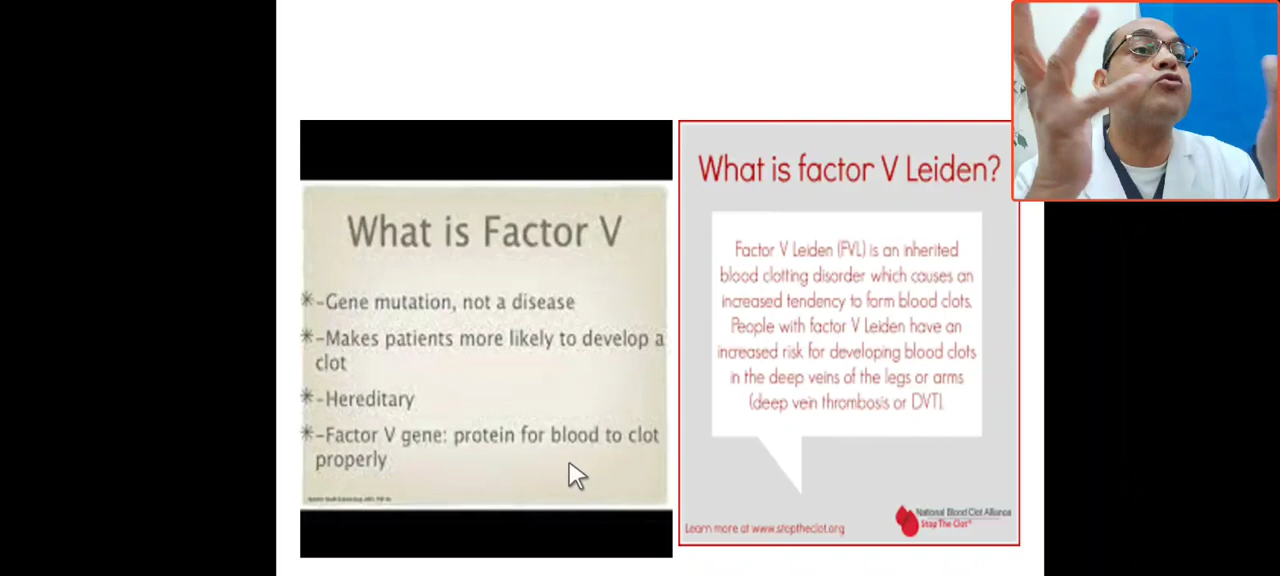 What is Factor V
-Gene mutation, not a disease
-Makes patients more likely to develop a
clot
-Hereditary
-Factor V gene: protein for blood to clot
properly
What is factor V Leiden?
Factor V Leiden (FVL) is an inherited
blood clotting disorder which causes an
increased tendency to form blood clots.
People with factor V Leiden have an
increased risk for developing blood clots
in the deep veins of the legs or arms
(deep vein thrombosis or DVT).
Learn more at www.stoptheclot.org
National Blood Clot Alliance
Stop The Clot